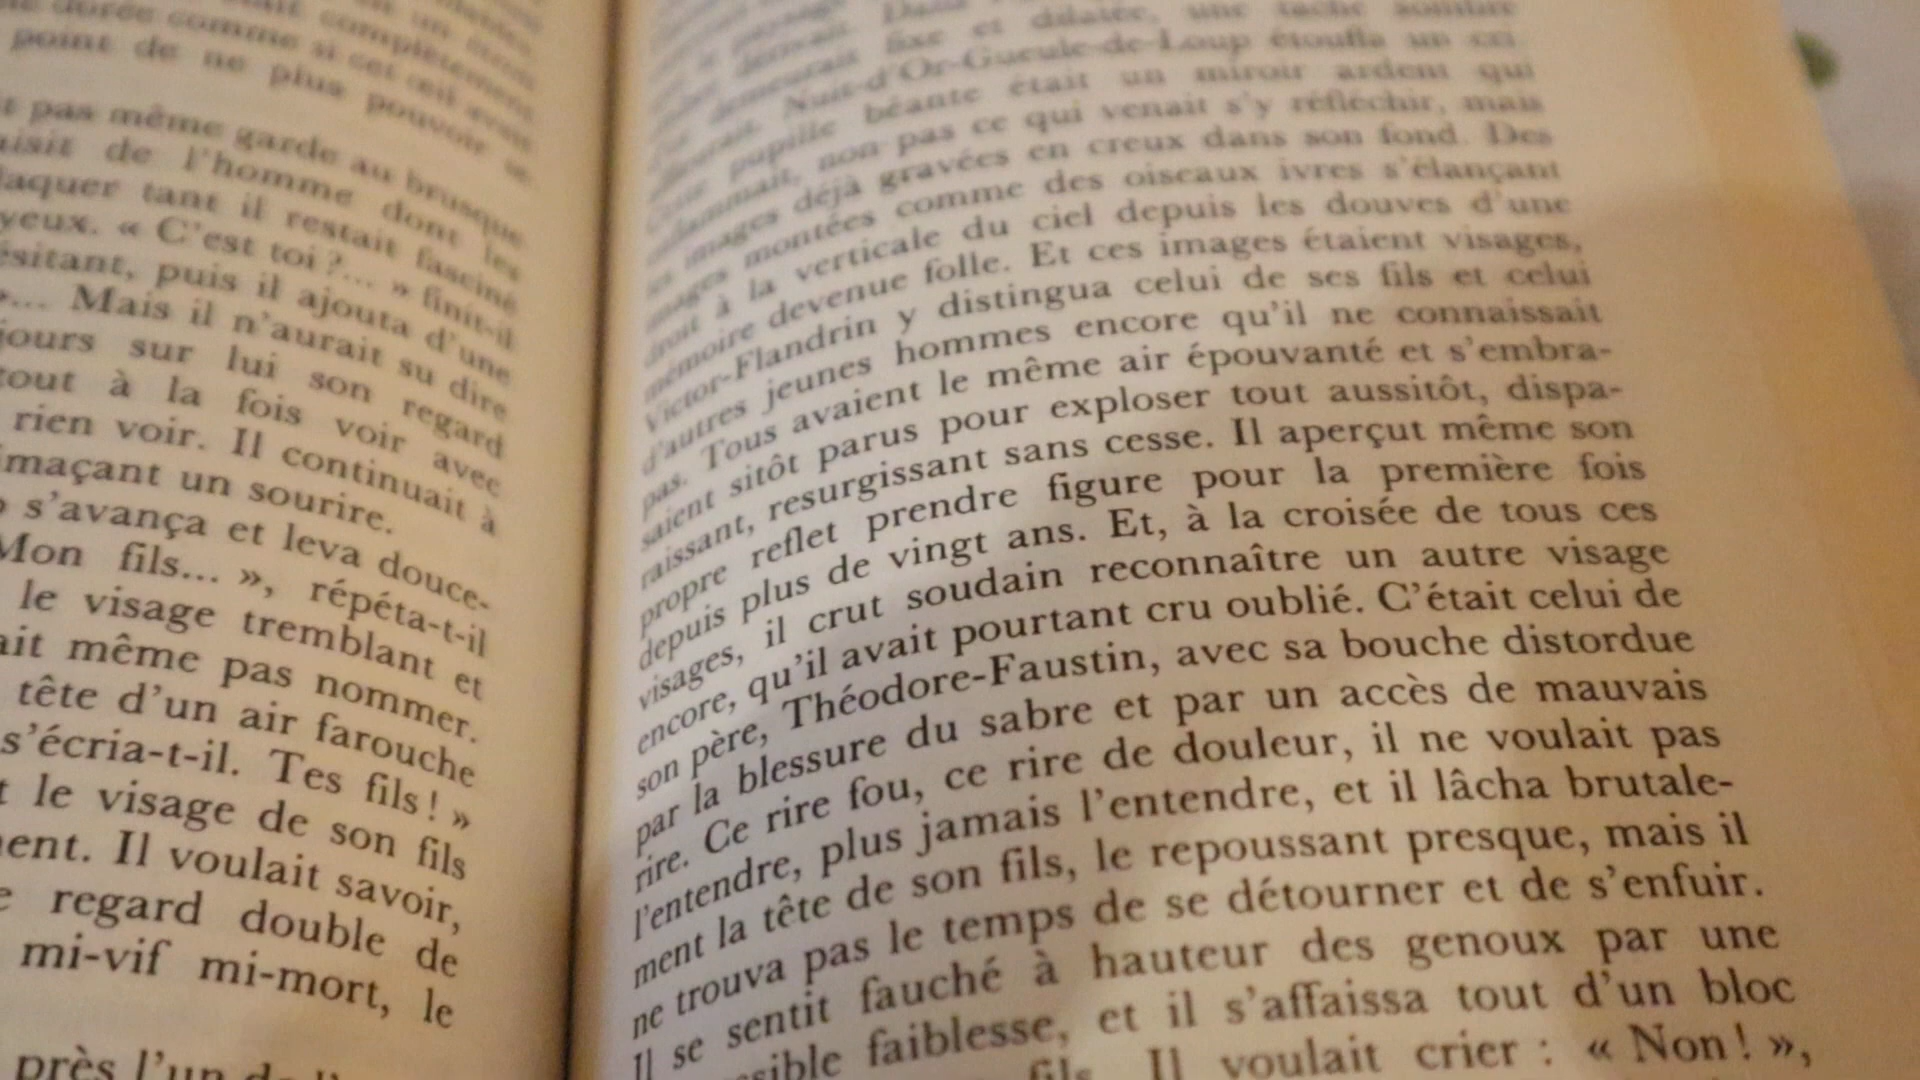 point de ne plus pouvoir se
pas même garde au brusque
de l'homme dont les
laquer tant il restait fasciné
yeux. « C'est toi ?... » finit-il
ésitant, puis il ajouta d'une
Mais il n'aurait su dire
jours sur lui son regard
tout à la fois voir avec
rien voir. Il continuait à
maçant un sourire.
s'avança et leva douce-
Mon fils... », répéta-t-il
le visage tremblant et
ait même pas nommer.
tête d'un air farouche
s'écria-t-il. Tes fils ! »
le visage de son fils
ent. Il voulait savoir,
regard double de
mi-vif mi-mort, le
près l'un de
fixe et dilatée, une tache sombre
Nuit-d'Or-Gueule-de-Loup étouffa un cri.
pupille béante était un miroir ardent qui
non pas ce qui venait s'y réfléchir, mais
images déjà gravées en creux dans son fond. Des
images montées comme des oiseaux ivres s'élançant
droit à la verticale du ciel depuis les douves d'une
mémoire devenue folle. Et ces images étaient visages,
Victor-Flandrin y distingua celui de ses fils et celui
d'autres jeunes hommes encore qu'il ne connaissait
pas. Tous avaient le même air épouvanté et s'embra-
saient sitôt parus pour exploser tout aussitôt, dispa-
raissant, resurgissant sans cesse. Il aperçut même son
propre reflet prendre figure pour la première fois
depuis plus de vingt ans. Et, à la croisée de tous ces
visages, il crut soudain reconnaître un autre visage
encore, qu'il avait pourtant cru oublié. C'était celui de
son père, Théodore-Faustin, avec sa bouche distordue
par la blessure du sabre et par un accès de mauvais
rire. Ce rire fou, ce rire de douleur, il ne voulait pas
l'entendre, plus jamais l'entendre, et il lâcha brutale-
ment la tête de son fils, le repoussant presque, mais il
ne trouva pas le temps de se détourner et de s'enfuir.
Il se sentit fauché à hauteur des genoux par une
sible faiblesse, et il s'affaissa tout d'un bloc
fils. Il voulait crier : « Non ! »,